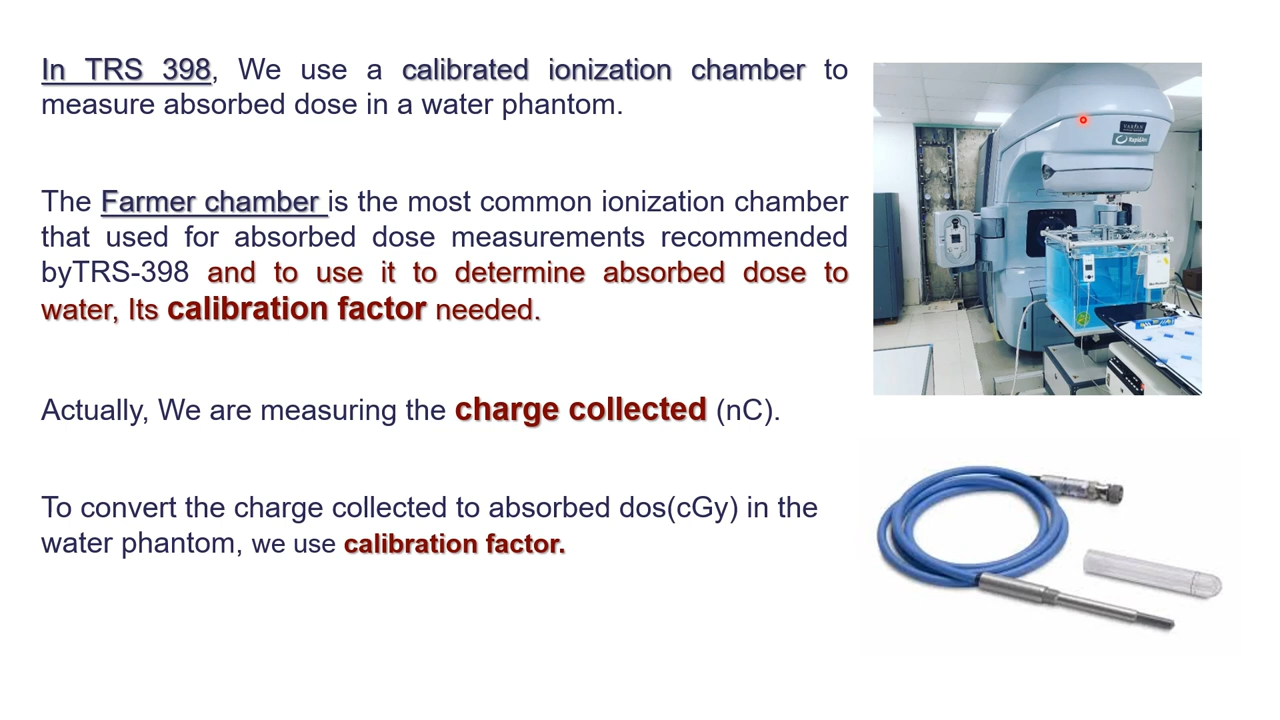 In TRS 398, We use a calibrated ionization chamber to
measure absorbed dose in a water phantom.
The Farmer chamber is the most common ionization chamber
that used for absorbed dose measurements recommended
byTRS-398 and to use it to determine absorbed dose to
water, Its calibration factor needed.
Actually, We are measuring the charge collected (nC).
To convert the charge collected to absorbed dos(cGy) in the
water phantom, we use calibration factor.
VARIAN
RapidArc